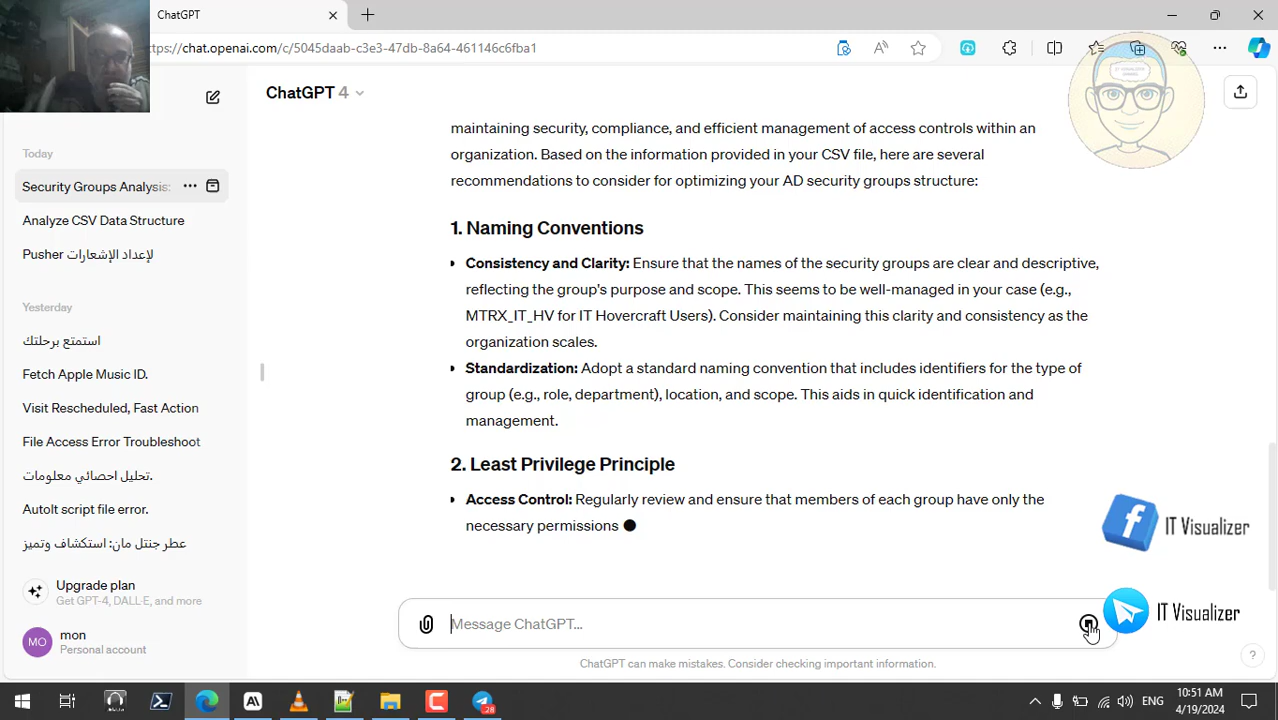 ChatGPT
ttps://chat.openai.com/c/5045daab-c3e3-47db-8a64-461146c6fba1
IT VISUALIZER
ChatGPT 4
Today
Security Groups Analysis:
Analyze CSV Data Structure
Pusher لإعداد الإشعارات
Yesterday
استمتع برحلتك
Fetch Apple Music ID.
Visit Rescheduled, Fast Action
File Access Error Troubleshoot
تحليل احصائي معلومات.
AutoIt script file error.
عطر جنتل مان: استكشاف وتميز
Upgrade plan
Get GPT-4, DALL·E, and more
MO
mon
Personal account
maintaining security, compliance, and efficient management of access controls within an
organization. Based on the information provided in your CSV file, here are several
recommendations to consider for optimizing your AD security groups structure:
1. Naming Conventions
• Consistency and Clarity: Ensure that the names of the security groups are clear and descriptive,
reflecting the group's purpose and scope. This seems to be well-managed in your case (e.g.,
MTRX_IT_HV for IT Hovercraft Users). Consider maintaining this clarity and consistency as the
organization scales.
• Standardization: Adopt a standard naming convention that includes identifiers for the type of
group (e.g., role, department), location, and scope. This aids in quick identification and
management.
2. Least Privilege Principle
• Access Control: Regularly review and ensure that members of each group have only the
necessary permissions
IT Visualizer
IT Visualizer
Message ChatGPT...
ChatGPT can make mistakes. Consider checking important information.
?
28
ENG
10:51 AM
4/19/2024